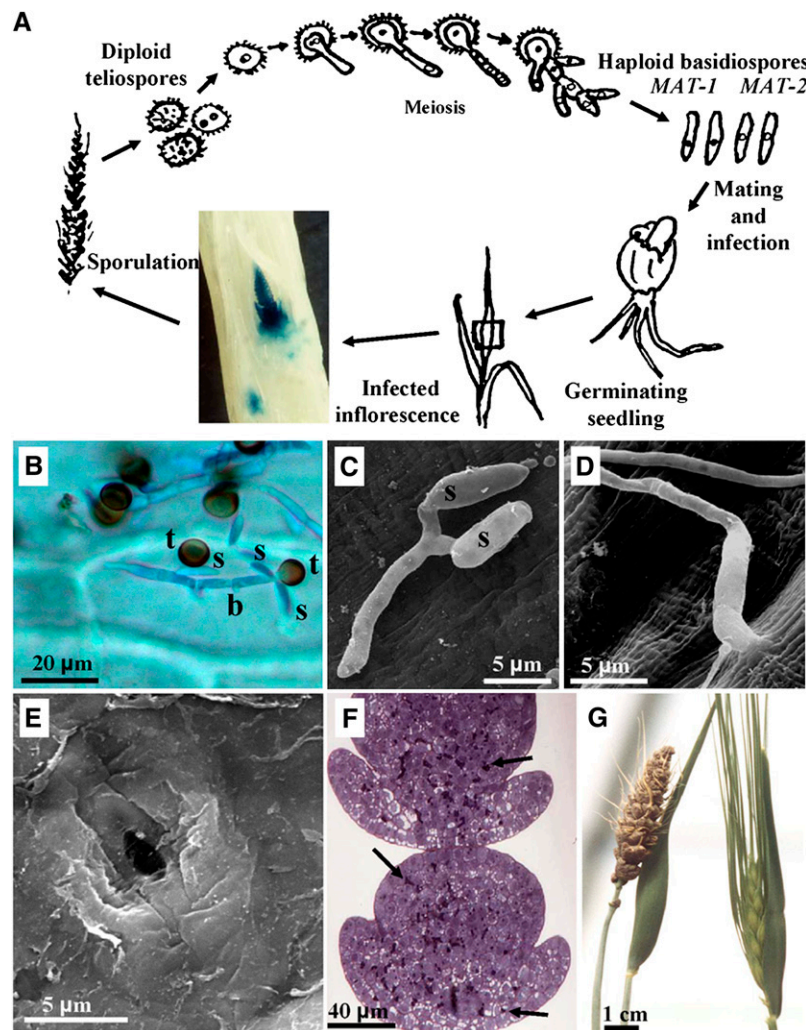 A
Diploid
teliospores
Meiosis
Haploid basidiospores
MAT-1 MAT-2
Mating
and
infection
Germinating
seedling
Infected
inflorescence
Sporulation
B
t
s
s
t
b
s
20 µm
C
s
s
5 µm
D
5 µm
E
5 µm
F
40 µm
G
1 cm